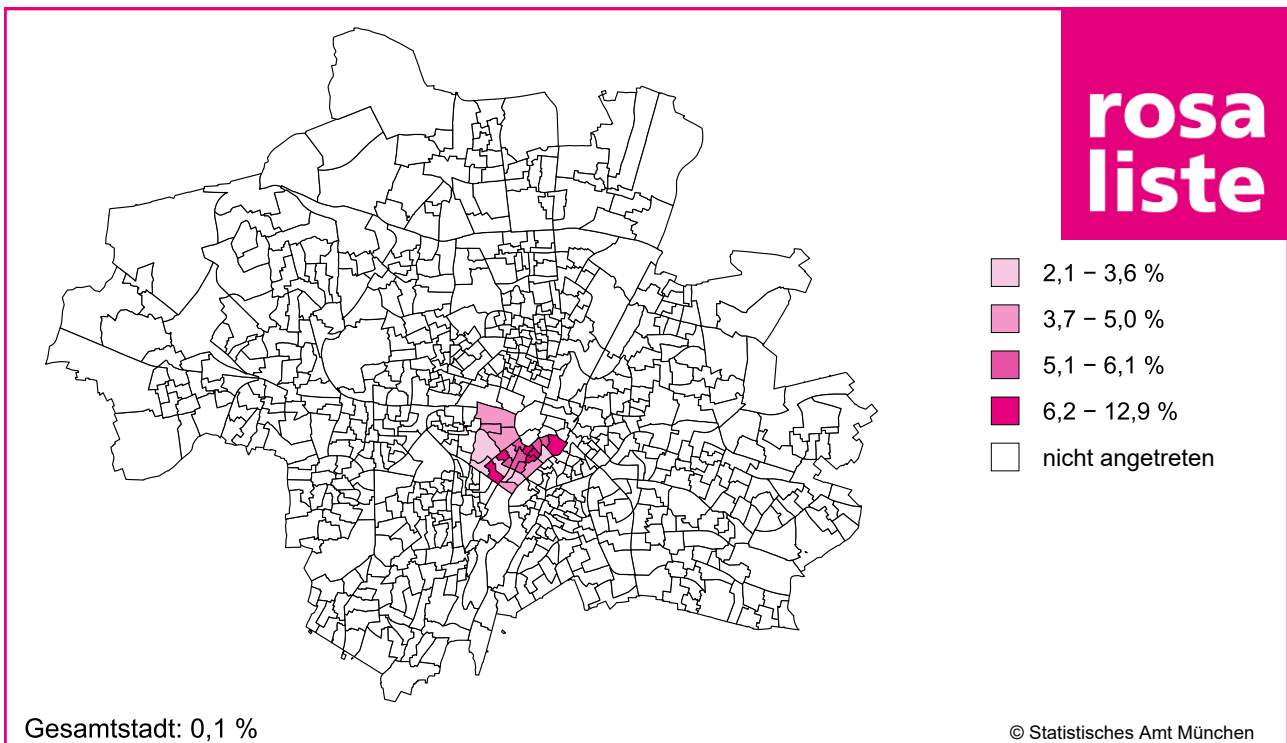 rosa
liste
2,1 – 3,6 %
3,7 – 5,0 %
5,1 – 6,1 %
6,2 – 12,9 %
nicht angetreten
Gesamtstadt: 0,1 %
© Statistisches Amt München